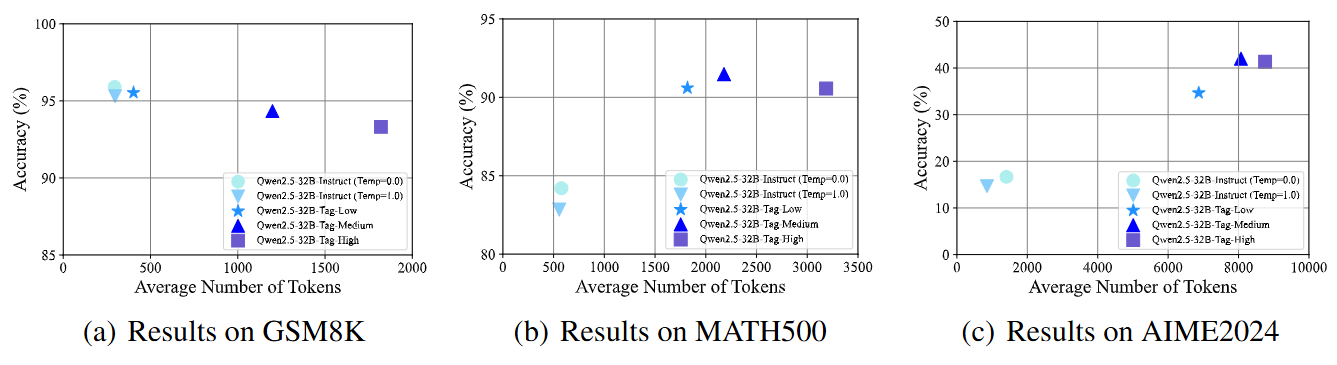 100
95
90
85
Accuracy (%)
0
500
1000
1500
2000
Average Number of Tokens
Qwen2.5-32B-Instruct (Temp=0.0)
Qwen2.5-32B-Instruct (Temp=1.0)
Qwen2.5-32B-Tag-Low
Qwen2.5-32B-Tag-Medium
Qwen2.5-32B-Tag-High
(a) Results on GSM8K
95
90
85
80
Accuracy (%)
0
500
1000
1500
2000
2500
3000
3500
Average Number of Tokens
Qwen2.5-32B-Instruct (Temp=0.0)
Qwen2.5-32B-Instruct (Temp=1.0)
Qwen2.5-32B-Tag-Low
Qwen2.5-32B-Tag-Medium
Qwen2.5-32B-Tag-High
(b) Results on MATH500
50
40
30
20
10
0
Accuracy (%)
0
2000
4000
6000
8000
10000
Average Number of Tokens
Qwen2.5-32B-Instruct (Temp=0.0)
Qwen2.5-32B-Instruct (Temp=1.0)
Qwen2.5-32B-Tag-Low
Qwen2.5-32B-Tag-Medium
Qwen2.5-32B-Tag-High
(c) Results on AIME2024